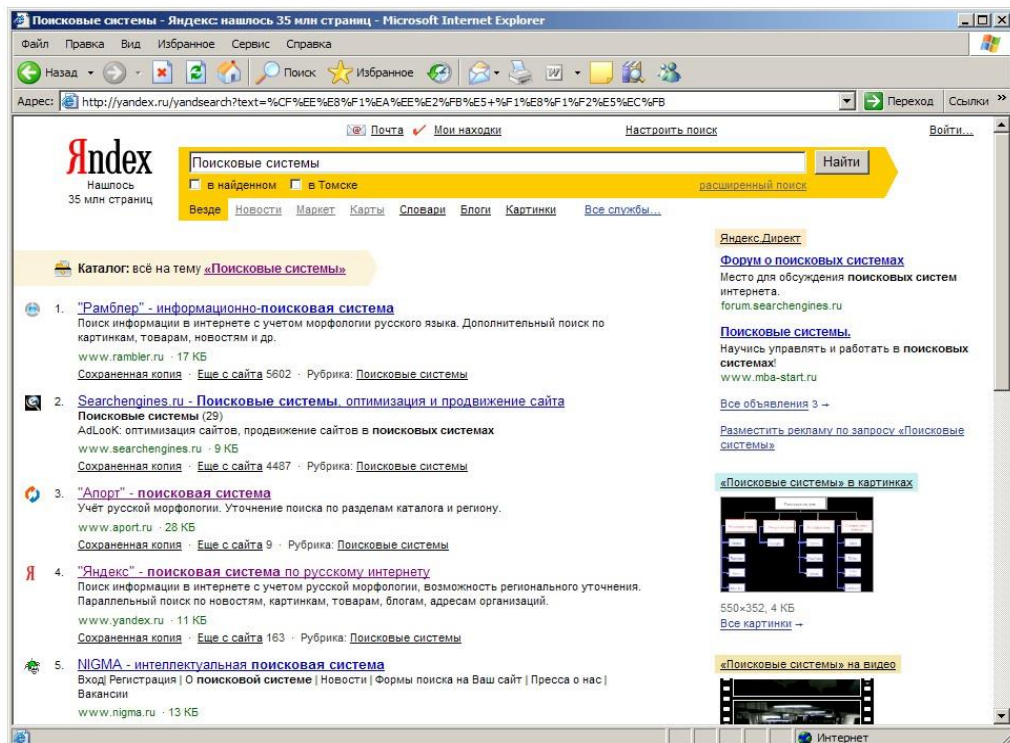 Поисковые системы - Яндекс: нашлось 35 млн страниц - Microsoft Internet Explorer
Файл Правка Вид Избранное Сервис Справка
Назад Поиск Избранное
Адрес: http://yandex.ru/yandsearch?text=%CF%EE%E8%F1%EA%EE%E2%FB%E5+%F1%E8%F1%F2%E5%EC%FB Переход Ссылки »
Почта Мои находки Настроить поиск Войти...
Яndex
Нашлось
35 млн страниц
Поисковые системы Найти
в найденном в Томске расширенный поиск
Везде Новости Маркет Карты Словари Блоги Картинки Все службы...
Каталог: всё на тему «Поисковые системы»
1. "Рамблер" - информационно-поисковая система
Поиск информации в интернете с учетом морфологии русского языка. Дополнительный поиск по
картинкам, товарам, новостям и др.
www.rambler.ru · 17 КБ
Сохраненная копия · Еще с сайта 5602 · Рубрика: Поисковые системы
2. Searchengines.ru - Поисковые системы, оптимизация и продвижение сайта
Поисковые системы (29)
AdLooK: оптимизация сайтов, продвижение сайтов в поисковых системах
www.searchengines.ru · 9 КБ
Сохраненная копия · Еще с сайта 4487 · Рубрика: Поисковые системы
3. "Апорт" - поисковая система
Учёт русской морфологии. Уточнение поиска по разделам каталога и региону.
www.aport.ru · 28 КБ
Сохраненная копия · Еще с сайта 9 · Рубрика: Поисковые системы
Я 4. "Яндекс" - поисковая система по русскому интернету
Поиск информации в интернете с учетом русской морфологии, возможность регионального уточнения.
Параллельный поиск по новостям, картинкам, товарам, блогам, адресам организаций.
www.yandex.ru · 11 КБ
Сохраненная копия · Еще с сайта 163 · Рубрика: Поисковые системы
5. NIGMA - интеллектуальная поисковая система
Вход| Регистрация | О поисковой системе | Новости | Формы поиска на Ваш сайт | Пресса о нас |
Вакансии
www.nigma.ru · 13 КБ
Яндекс.Директ
Форум о поисковых системах
Место для обсуждения поисковых систем
интернета.
forum.searchengines.ru
Поисковые системы.
Научись управлять и работать в поисковых
системах!
www.mba-start.ru
Все объявления 3 →
Разместить рекламу по запросу «Поисковые
системы»
«Поисковые системы» в картинках
550×352, 4 КБ
Все картинки →
«Поисковые системы» на видео
Интернет